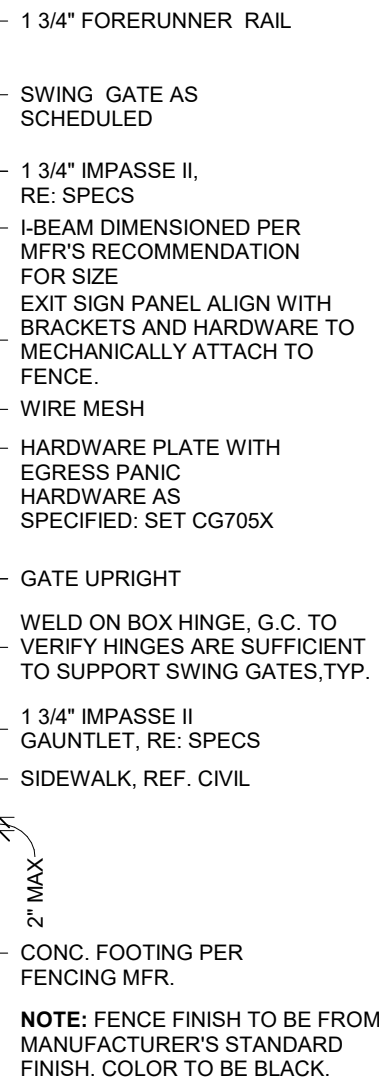 1 3/4" FORERUNNER RAIL
SWING GATE AS
SCHEDULED
1 3/4" IMPASSE II,
RE: SPECS
I-BEAM DIMENSIONED PER
MFR'S RECOMMENDATION
FOR SIZE
EXIT SIGN PANEL ALIGN WITH
BRACKETS AND HARDWARE TO
MECHANICALLY ATTACH TO
FENCE.
WIRE MESH
HARDWARE PLATE WITH
EGRESS PANIC
HARDWARE AS
SPECIFIED: SET CG705X
GATE UPRIGHT
WELD ON BOX HINGE, G.C. TO
VERIFY HINGES ARE SUFFICIENT
TO SUPPORT SWING GATES,TYP.
1 3/4" IMPASSE II
GAUNTLET, RE: SPECS
SIDEWALK, REF. CIVIL
2" MAX
CONC. FOOTING PER
FENCING MFR.
NOTE: FENCE FINISH TO BE FROM
MANUFACTURER'S STANDARD
FINISH. COLOR TO BE BLACK.